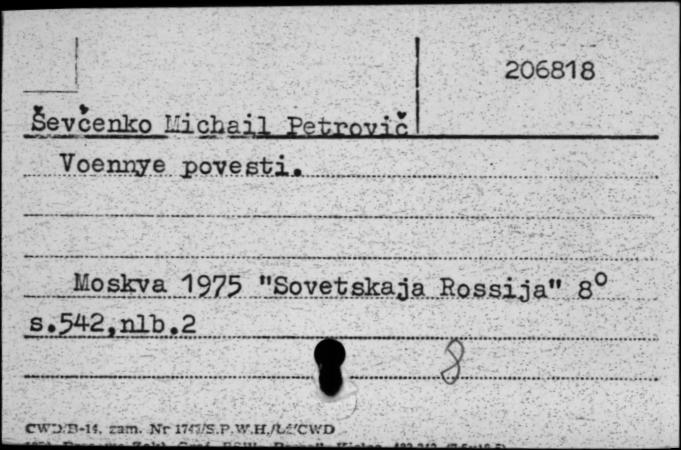 206818
Ševčenko Michail Petrovič
Voennye povesti.
Moskva 1975 "Sovetskaja Rossija" 8°
s.542,nlb.2
8
CWD/B-14, zam. Nr 1747/S.P.W.H./ CWD